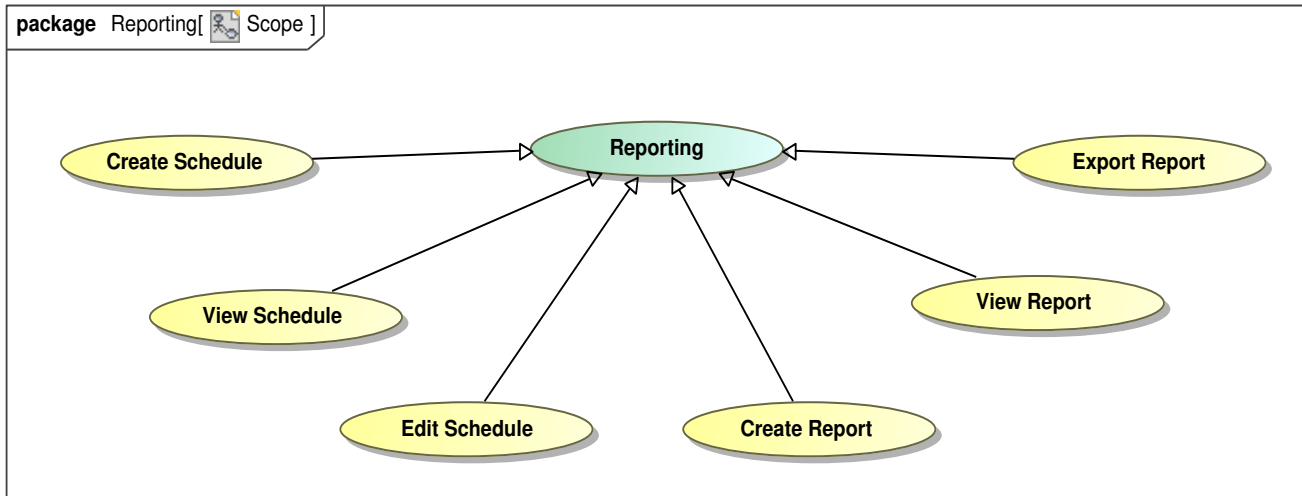 package Reporting[ Scope ]
Reporting
Create Schedule
Export Report
View Schedule
View Report
Edit Schedule
Create Report